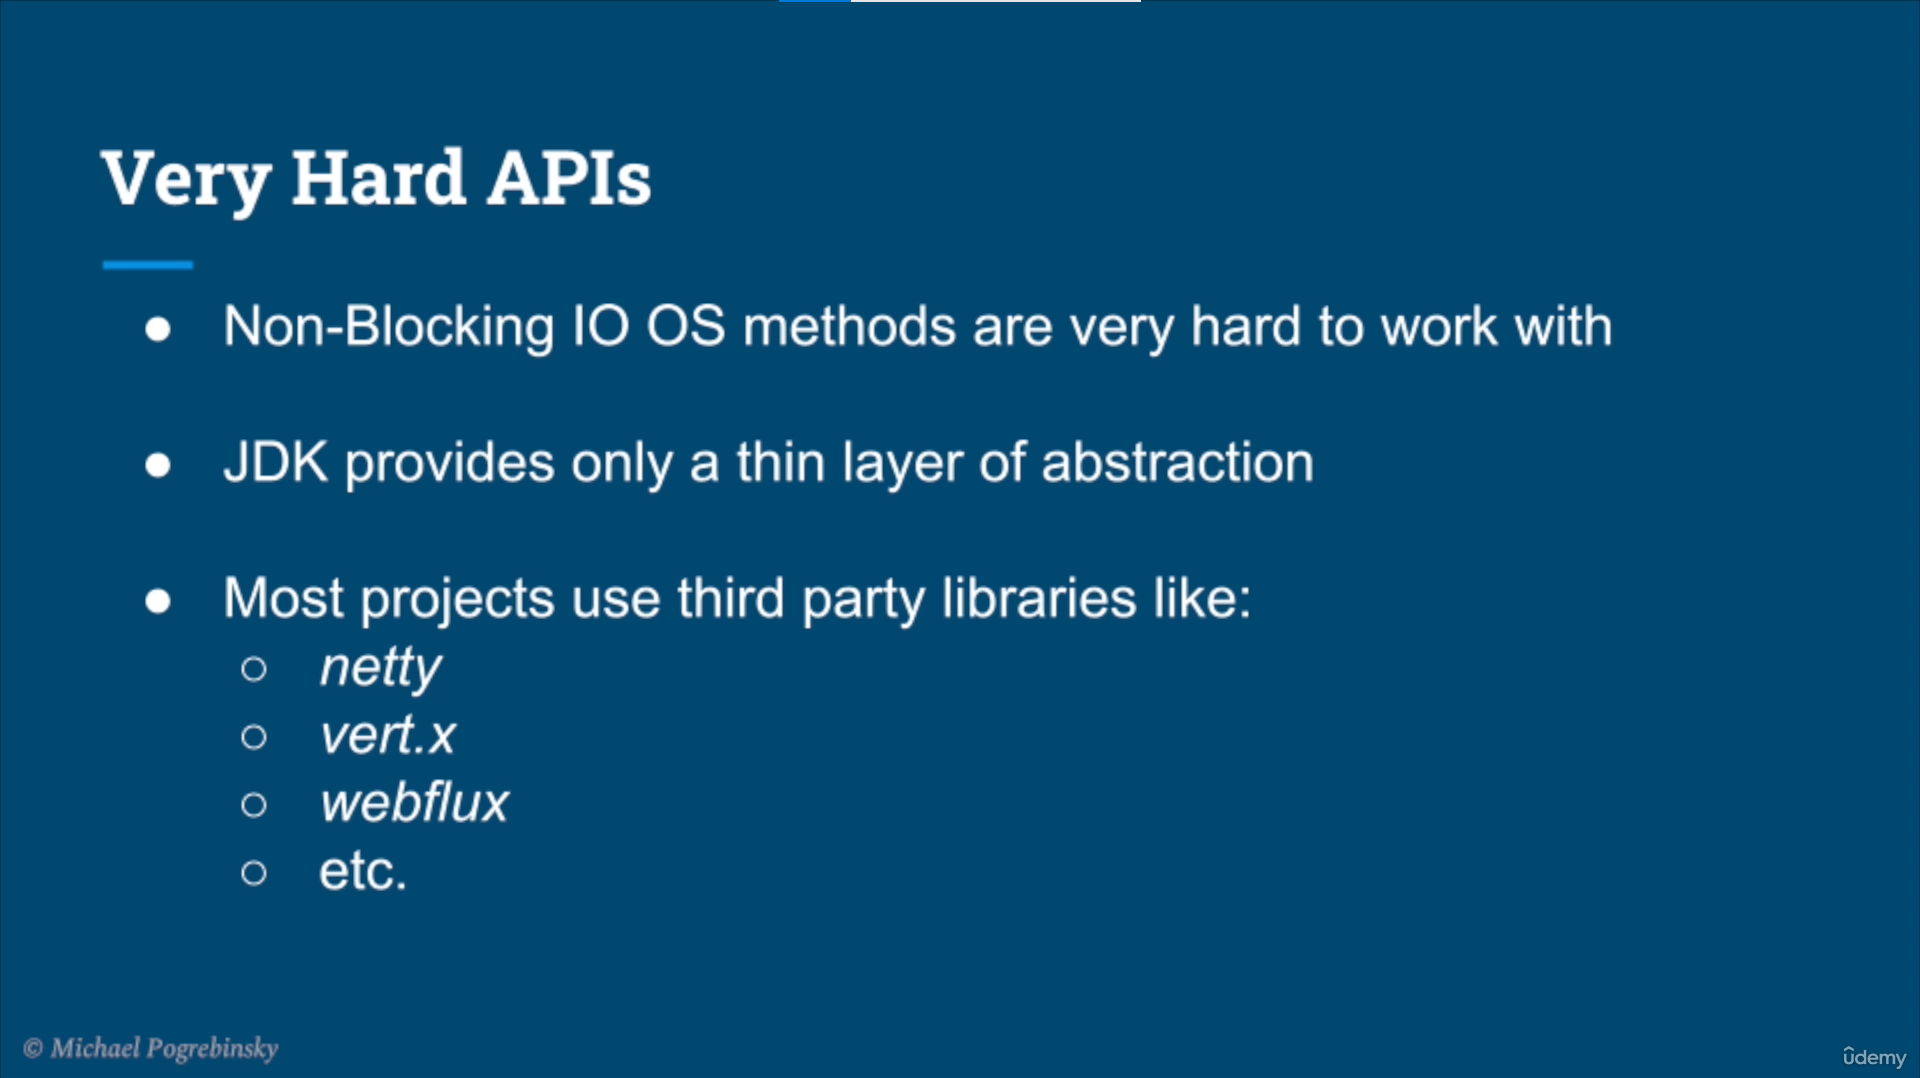 Very Hard APIs
● Non-Blocking IO OS methods are very hard to work with
● JDK provides only a thin layer of abstraction
● Most projects use third party libraries like:
○ netty
○ vert.x
○ webflux
○ etc.
© Michael Pogrebinsky
ûdemy